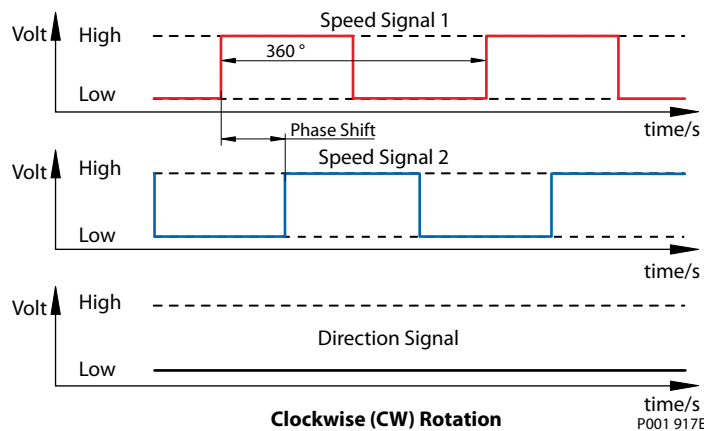 Speed Signal 1
Volt
High
360 °
Low
time/s
Phase Shift
Speed Signal 2
Volt
High
Low
time/s
Volt
High
Direction Signal
Low
time/s
Clockwise (CW) Rotation
P001 917E